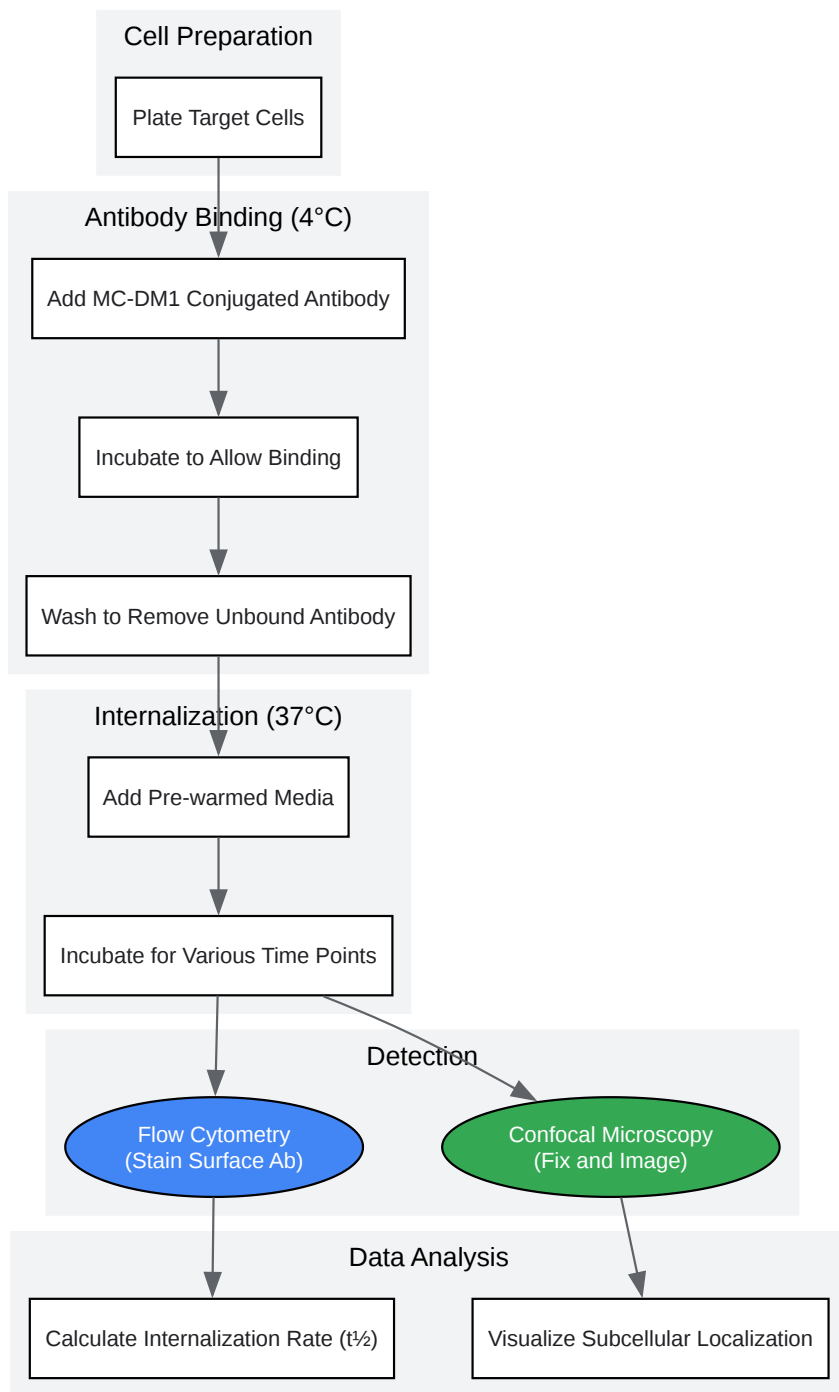 Cell Preparation
Plate Target Cells
Antibody Binding (4°C)
Add MC-DM1 Conjugated Antibody
Incubate to Allow Binding
Wash to Remove Unbound Antibody
Internalization (37°C)
Add Pre-warmed Media
Incubate for Various Time Points
Detection
Flow Cytometry
(Stain Surface Ab)
Confocal Microscopy
(Fix and Image)
Data Analysis
Calculate Internalization Rate (t½)
Visualize Subcellular Localization